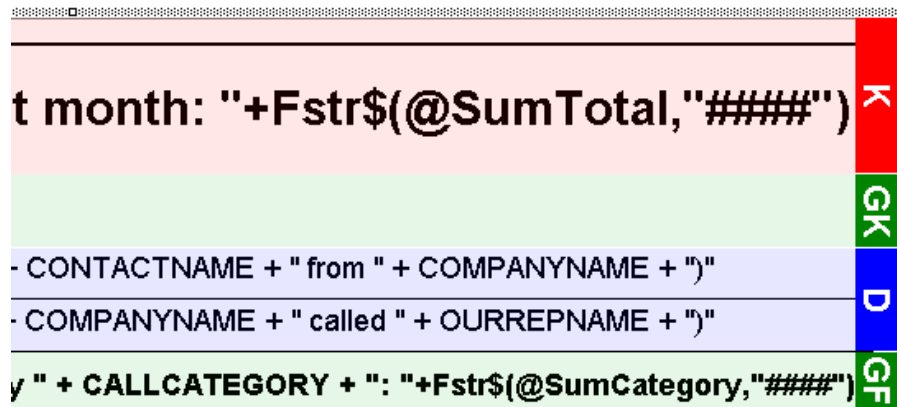 t month: "+Fstr$(@SumTotal,"####")
K
GK
- CONTACTNAME + " from " + COMPANYNAME + ")"
D
- COMPANYNAME + " called " + OURREPNAME + ")"
y " + CALLCATEGORY + ": "+Fstr$(@SumCategory,"####")
GF